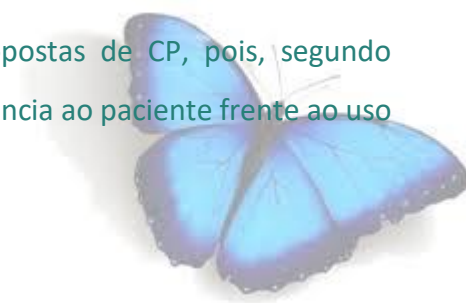 postas de CP, pois, segundo
ncia ao paciente frente ao uso